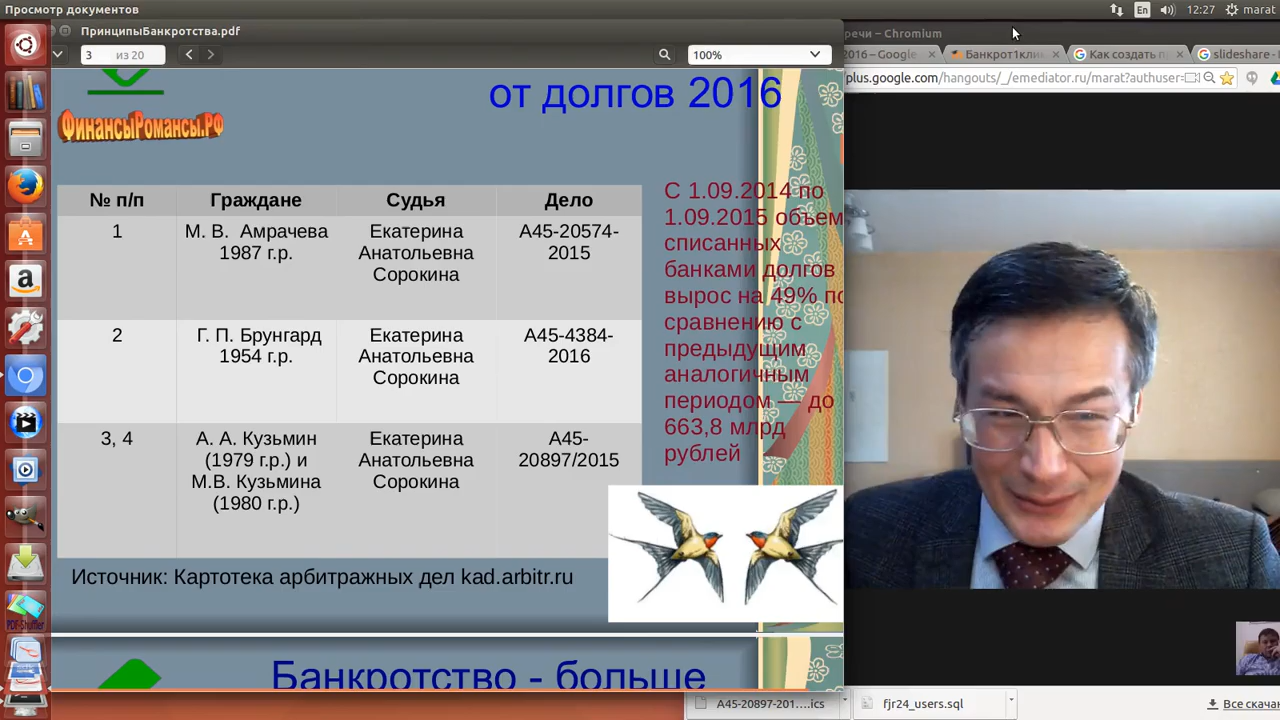 Просмотр документов
En
12:27
marat
ПринципыБанкротства.pdf
3
из 20
100%
речи – Chromium
2016 – Google
Банкрот1кли
Как создать п
slideshare -
plus.google.com/hangouts/_/emediator.ru/marat?authuser=
от долгов 2016
ФинансыРомансы.РФ
№ п/п
Граждане
Судья
Дело
1
М. В. Амрачева
1987 г.р.
Екатерина
Анатольевна
Сорокина
А45-20574-
2015
2
Г. П. Брунгард
1954 г.р.
Екатерина
Анатольевна
Сорокина
А45-4384-
2016
3, 4
А. А. Кузьмин
(1979 г.р.) и
М.В. Кузьмина
(1980 г.р.)
Екатерина
Анатольевна
Сорокина
А45-
20897/2015
С 1.09.2014 по
1.09.2015 объем
списанных
банками долгов
вырос на 49% по
сравнению с
предыдущим
аналогичным
периодом — до
663,8 млрд
рублей
Источник: Картотека арбитражных дел kad.arbitr.ru
Банкротство - больше
a
PDF-Shuffler
A45-20897-201....ics
fjr24_users.sql
Все скачан